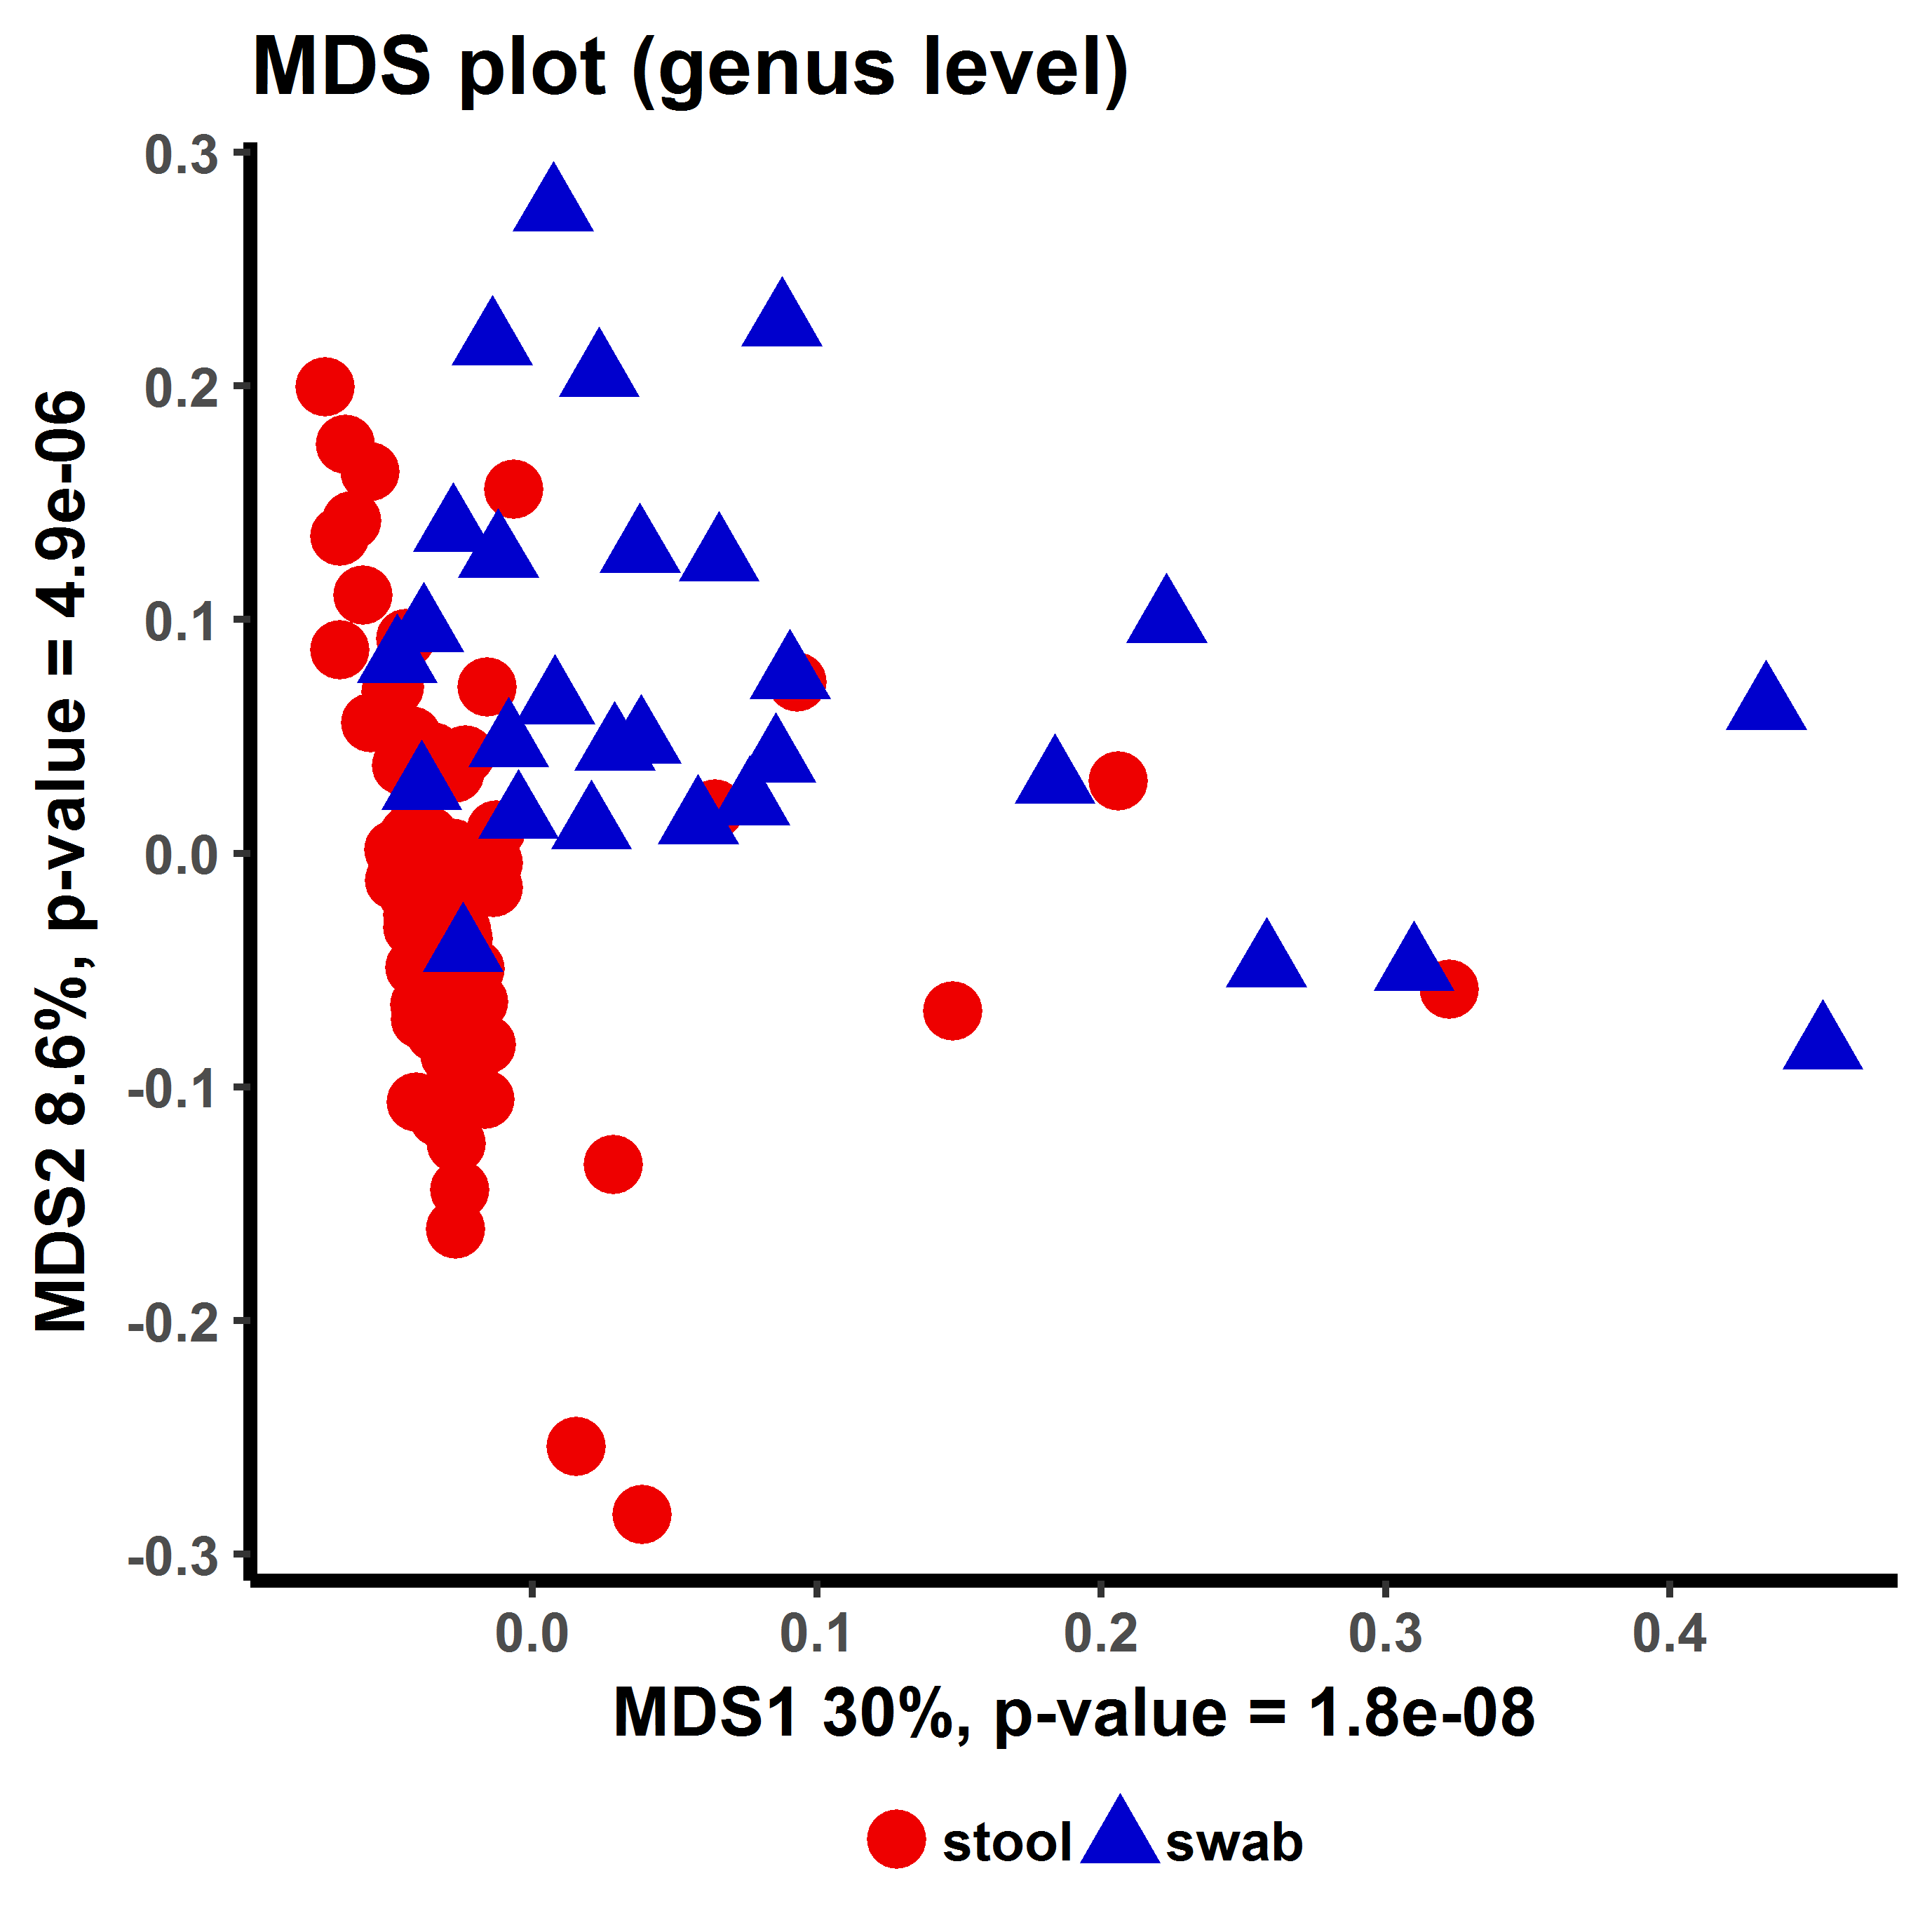 MDS plot (genus level)
MDS2 8.6%, p-value = 4.9e-06
0.3
0.2
0.1
0.0
-0.1
-0.2
-0.3
0.0 0.1 0.2 0.3 0.4
MDS1 30%, p-value = 1.8e-08
stool swab